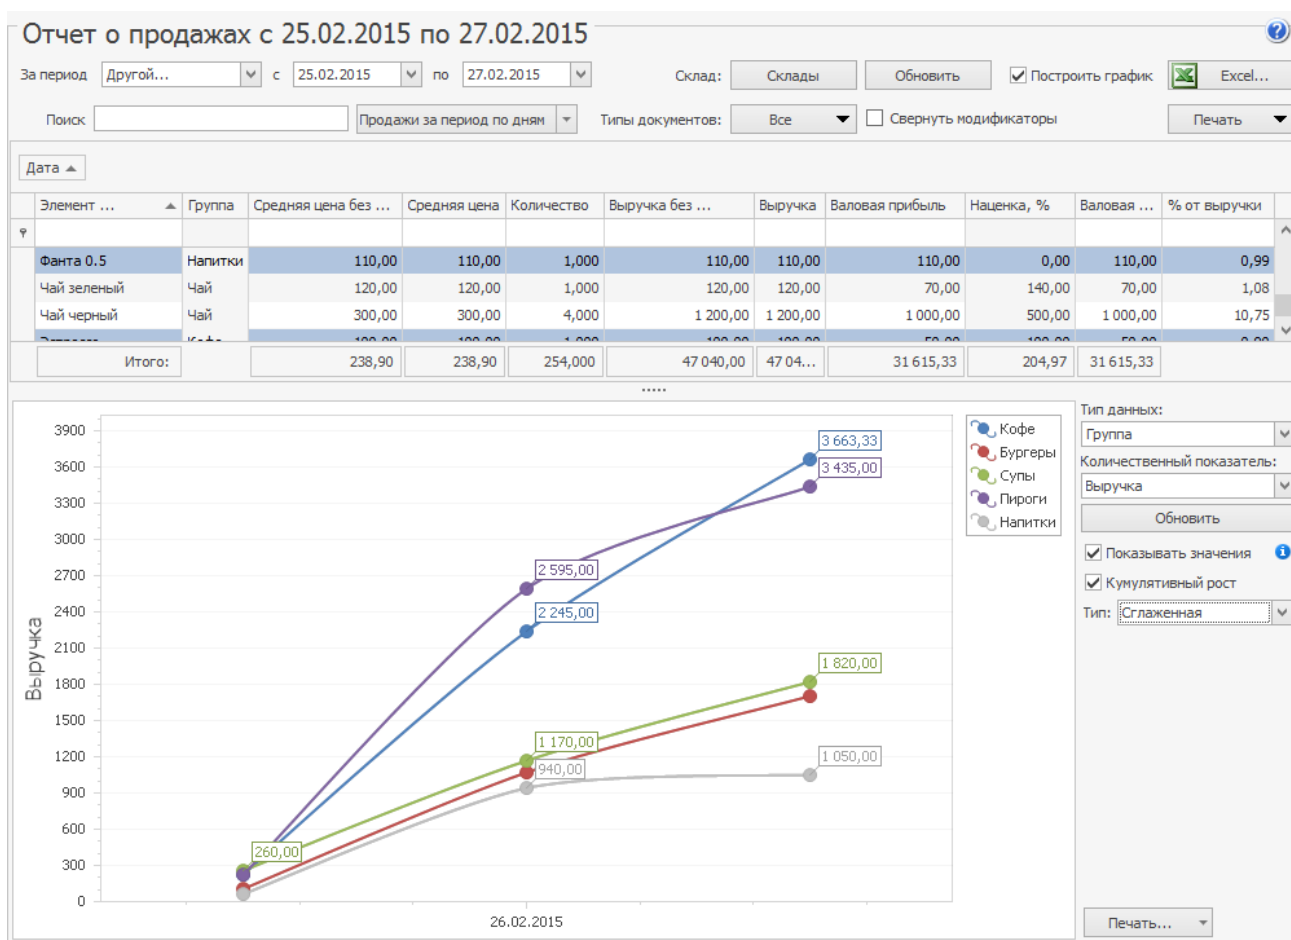 Отчет о продажах с 25.02.2015 по 27.02.2015
За период Другой... с 25.02.2015 по 27.02.2015 Склад: Склады Обновить Построить график Excel...
Поиск Продажи за период по дням Типы документов: Все Свернуть модификаторы Печать
Дата
Элемент ... Группа Средняя цена без ... Средняя цена Количество Выручка без ... Выручка Валовая прибыль Наценка, % Валовая ... % от выручки
Фанта 0.5 Напитки 110,00 110,00 1,000 110,00 110,00 110,00 0,00 110,00 0,99
Чай зеленый Чай 120,00 120,00 1,000 120,00 120,00 70,00 140,00 70,00 1,08
Чай черный Чай 300,00 300,00 4,000 1 200,00 1 200,00 1 000,00 500,00 1 000,00 10,75
Итого: 238,90 238,90 254,000 47 040,00 47 04... 31 615,33 204,97 31 615,33
Тип данных:
Группа
Количественный показатель:
Выручка
Обновить
Показывать значения
Кумулятивный рост
Тип: Сглаженная
Печать...
Кофе
Бургеры
Супы
Пироги
Напитки
Выручка
3900
3600
3300
3000
2700
2400
2100
1800
1500
1200
900
600
300
0
3 663,33
3 435,00
2 595,00
2 245,00
1 820,00
1 170,00
940,00
1 050,00
260,00
26.02.2015